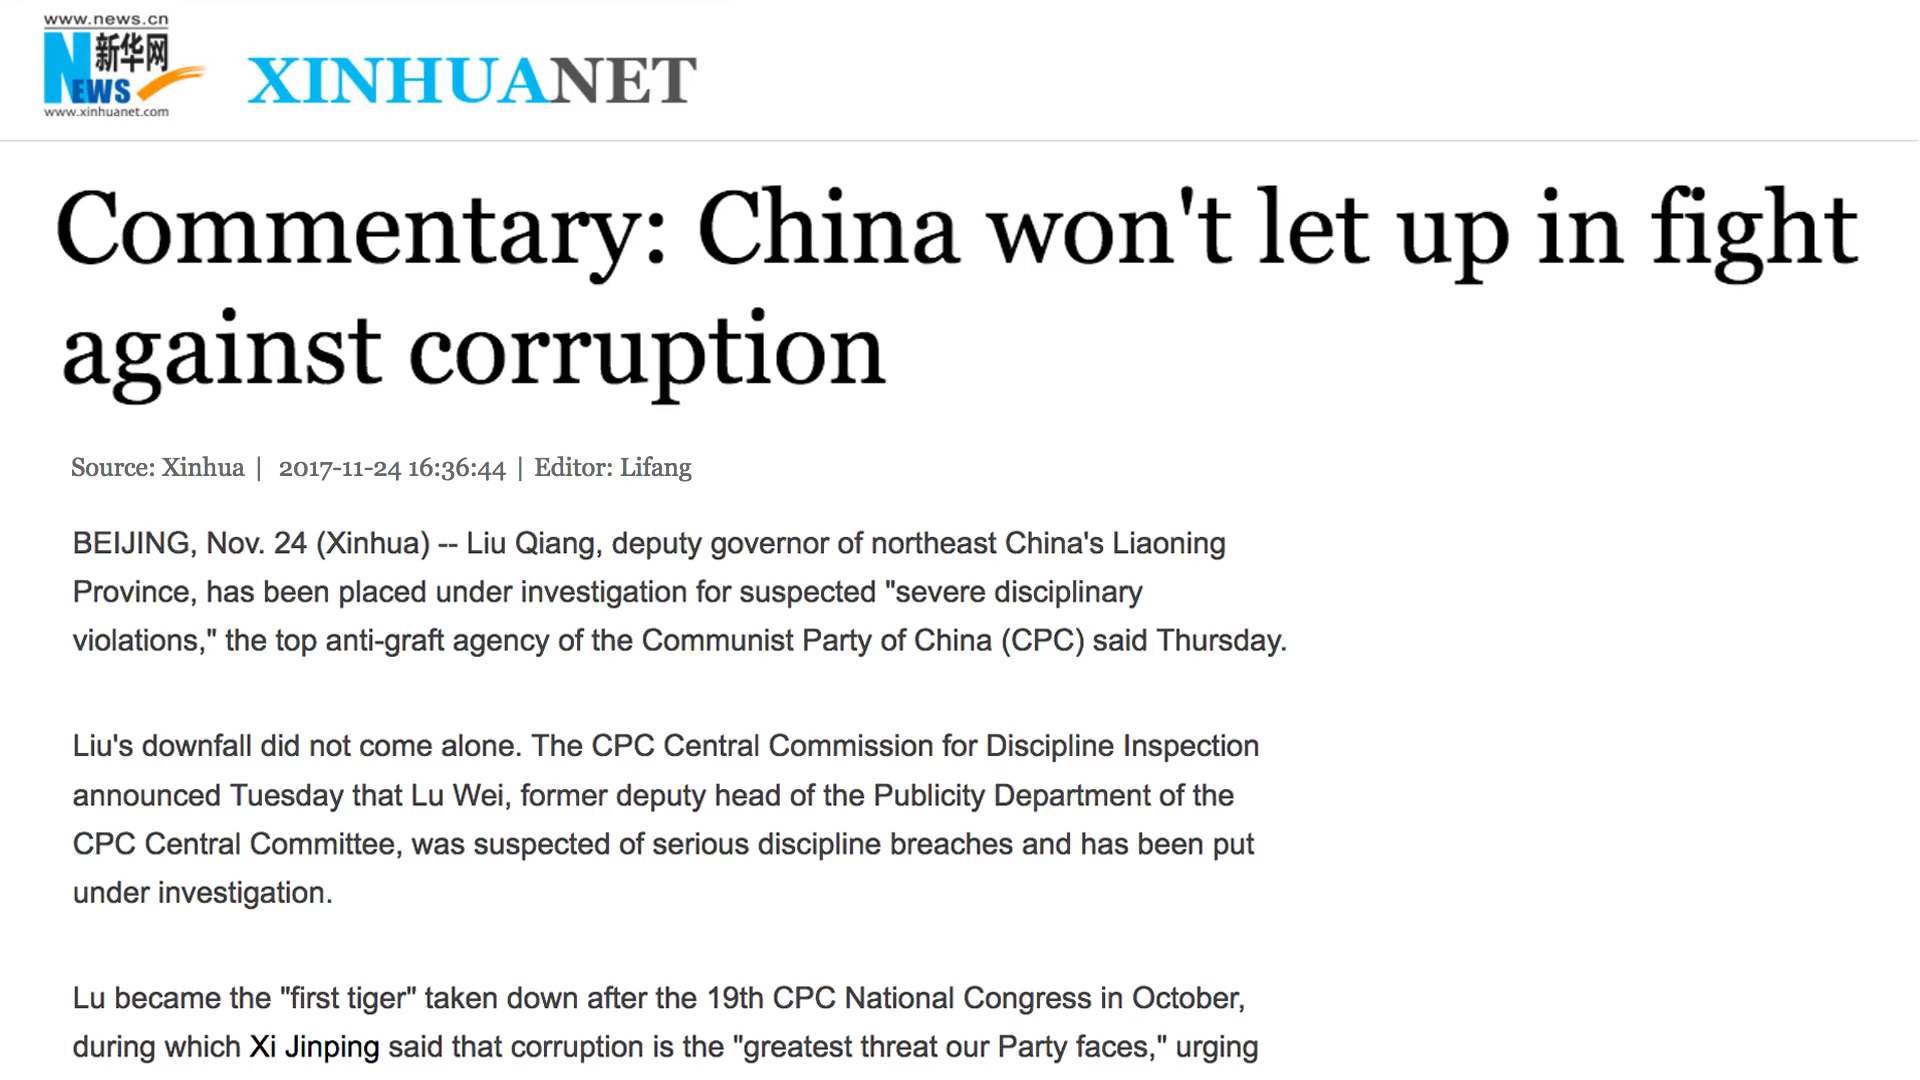 www.news.cn
新华网
NEWS
www.xinhuanet.com
XINHUANET
Commentary: China won't let up in fight
against corruption
Source: Xinhua | 2017-11-24 16:36:44 | Editor: Lifang
BEIJING, Nov. 24 (Xinhua) -- Liu Qiang, deputy governor of northeast China's Liaoning
Province, has been placed under investigation for suspected "severe disciplinary
violations," the top anti-graft agency of the Communist Party of China (CPC) said Thursday.
Liu's downfall did not come alone. The CPC Central Commission for Discipline Inspection
announced Tuesday that Lu Wei, former deputy head of the Publicity Department of the
CPC Central Committee, was suspected of serious discipline breaches and has been put
under investigation.
Lu became the "first tiger" taken down after the 19th CPC National Congress in October,
during which Xi Jinping said that corruption is the "greatest threat our Party faces," urging